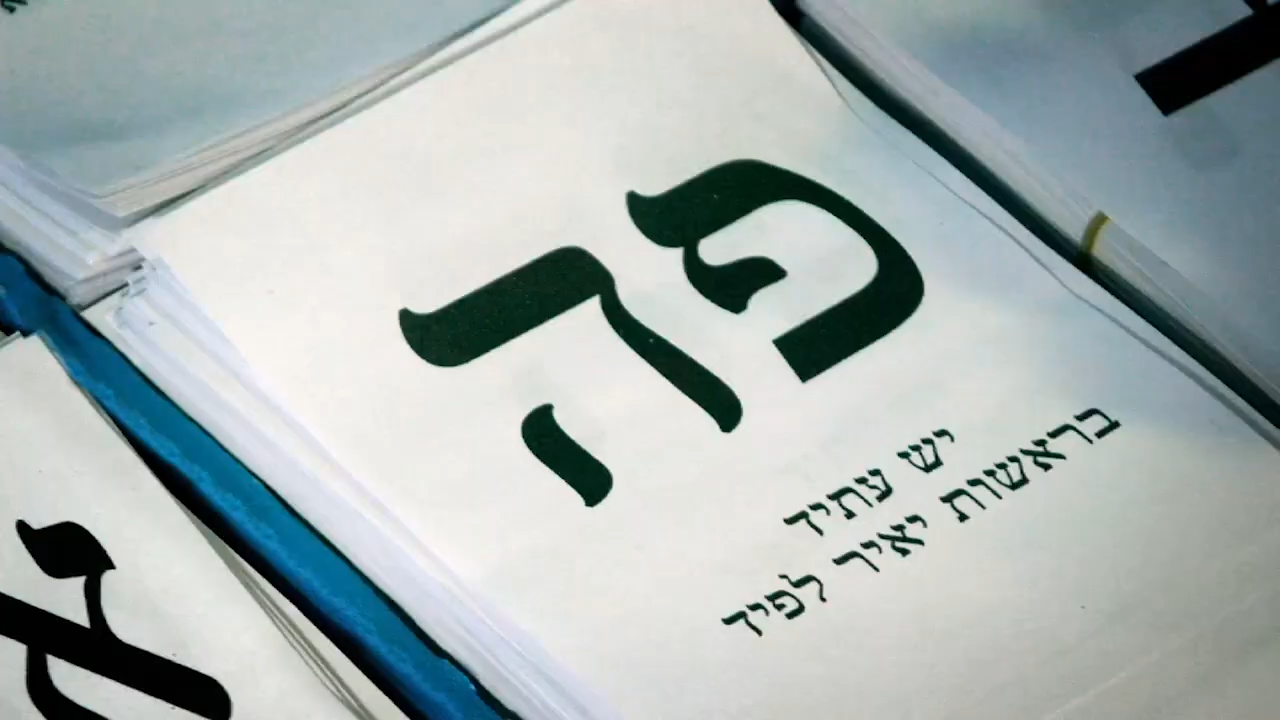 פה
יש עתיד
בראשות יאיר לפיד
א